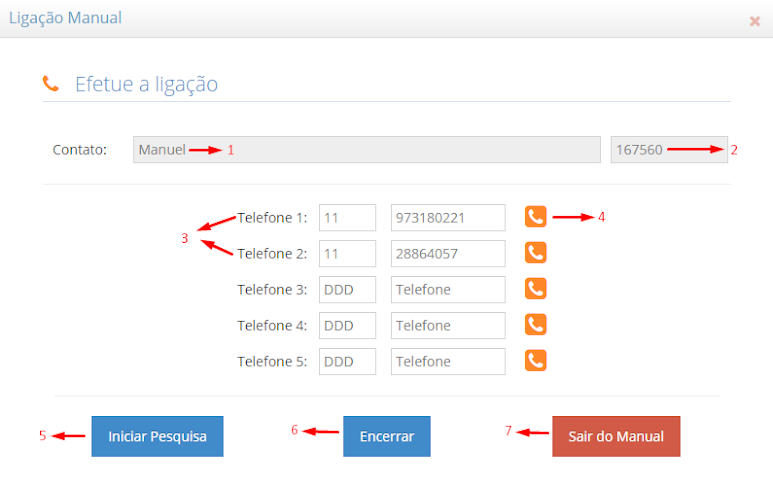 Ligação Manual
Efetue a ligação
Contato: Manuel 1 167560 2
Telefone 1: 11 973180221 4
3
Telefone 2: 11 28864057
Telefone 3: DDD Telefone
Telefone 4: DDD Telefone
Telefone 5: DDD Telefone
5 Iniciar Pesquisa 6 Encerrar 7 Sair do Manual